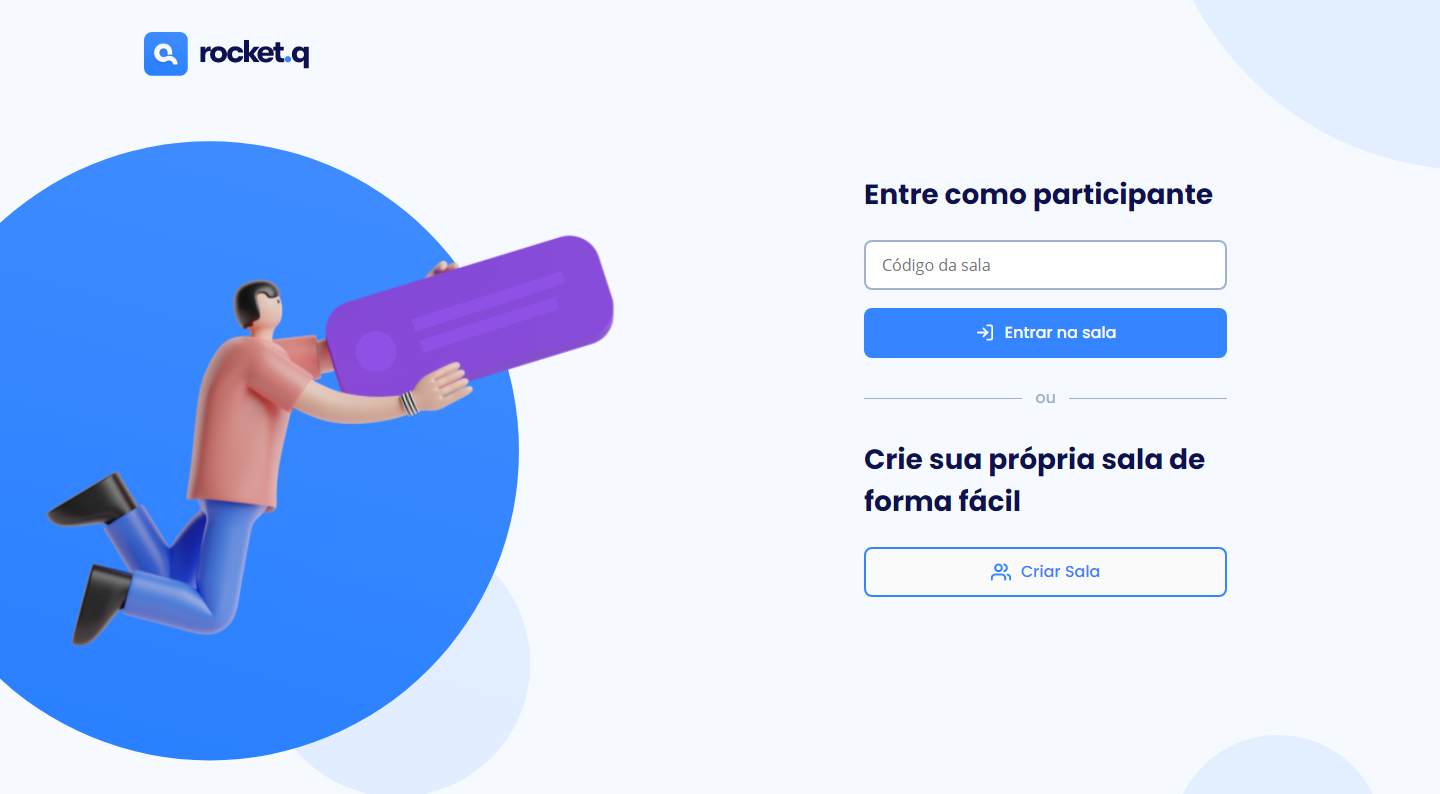 rocket.q
Entre como participante
Código da sala
Entrar na sala
ou
Crie sua própria sala de
forma fácil
Criar Sala